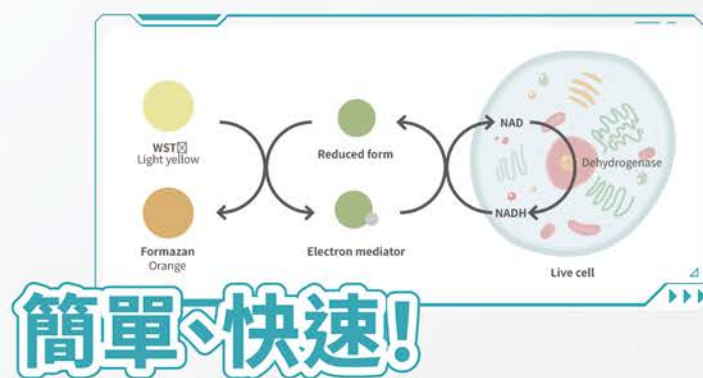 WST
Light yellow
Formazan
Orange
Reduced form
Electron mediator
NAD
Dehydrogenase
NADH
Live cell
簡單、快速!